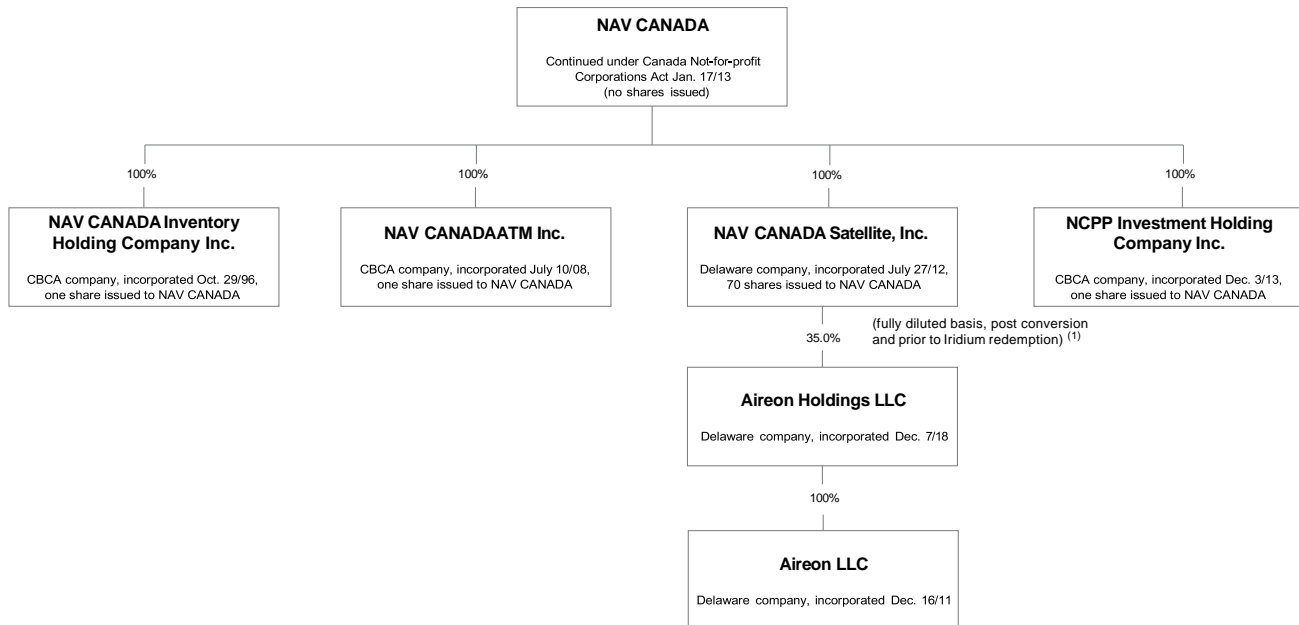 NAV CANADA
Continued under Canada Not-for-profit
Corporations Act Jan. 17/13
(no shares issued)
100%
100%
100%
100%
NAV CANADA Inventory
Holding Company Inc.
CBCA company, incorporated Oct. 29/96,
one share issued to NAV CANADA
NAV CANADAATM Inc.
CBCA company, incorporated July 10/08,
one share issued to NAV CANADA
NAV CANADA Satellite, Inc.
Delaware company, incorporated July 27/12,
70 shares issued to NAV CANADA
NCPP Investment Holding
Company Inc.
CBCA company, incorporated Dec. 3/13,
one share issued to NAV CANADA
35.0%
(fully diluted basis, post conversion
and prior to Iridium redemption) (1)
Aireon Holdings LLC
Delaware company, incorporated Dec. 7/18
100%
Aireon LLC
Delaware company, incorporated Dec. 16/11